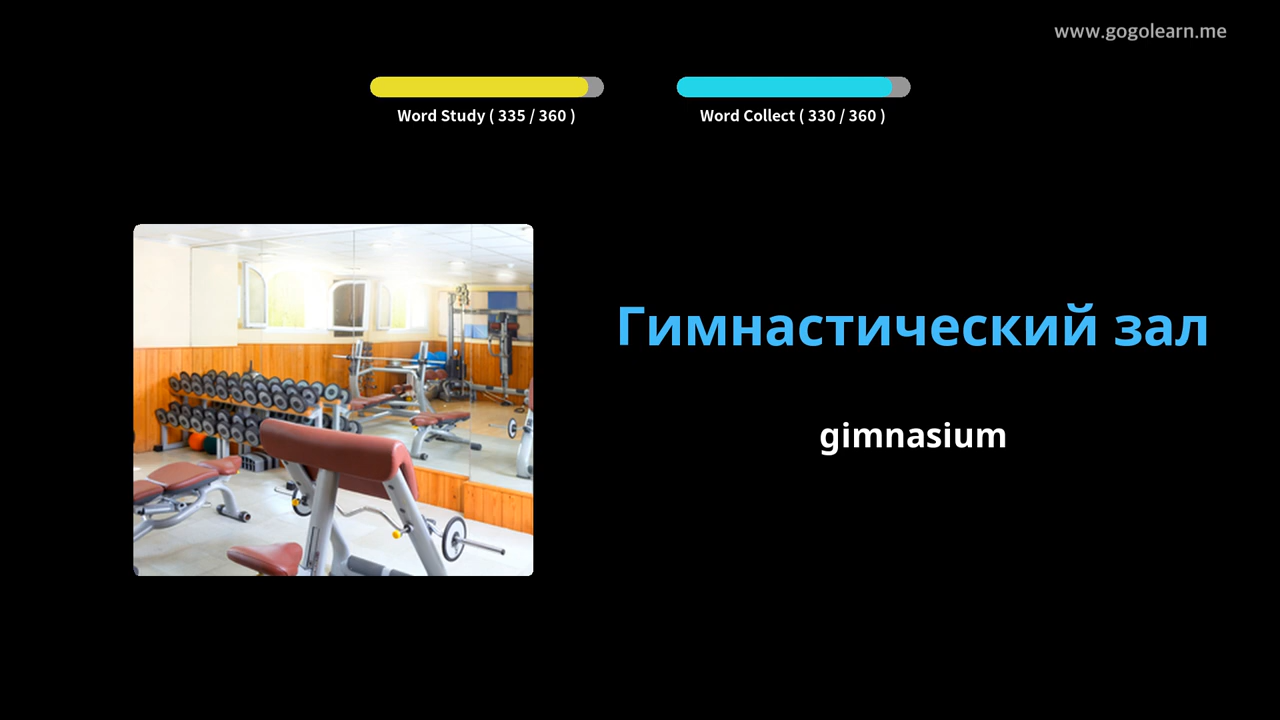 www.gogolearn.me
Word Study ( 335 / 360 )
Word Collect ( 330 / 360 )
Гимнастический зал
gimnasium